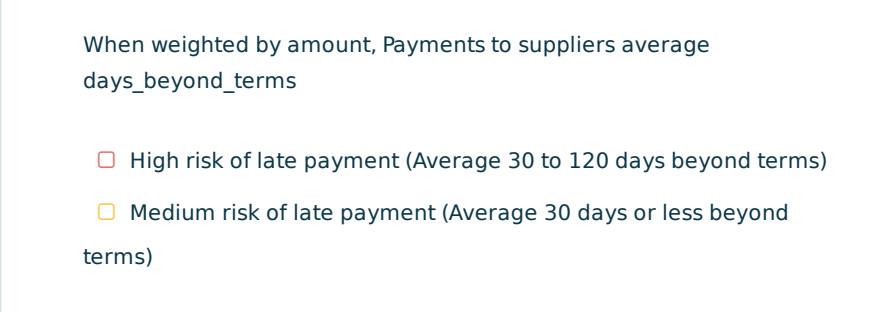 When weighted by amount, Payments to suppliers average
days_beyond_terms
High risk of late payment (Average 30 to 120 days beyond terms)
Medium risk of late payment (Average 30 days or less beyond
terms)